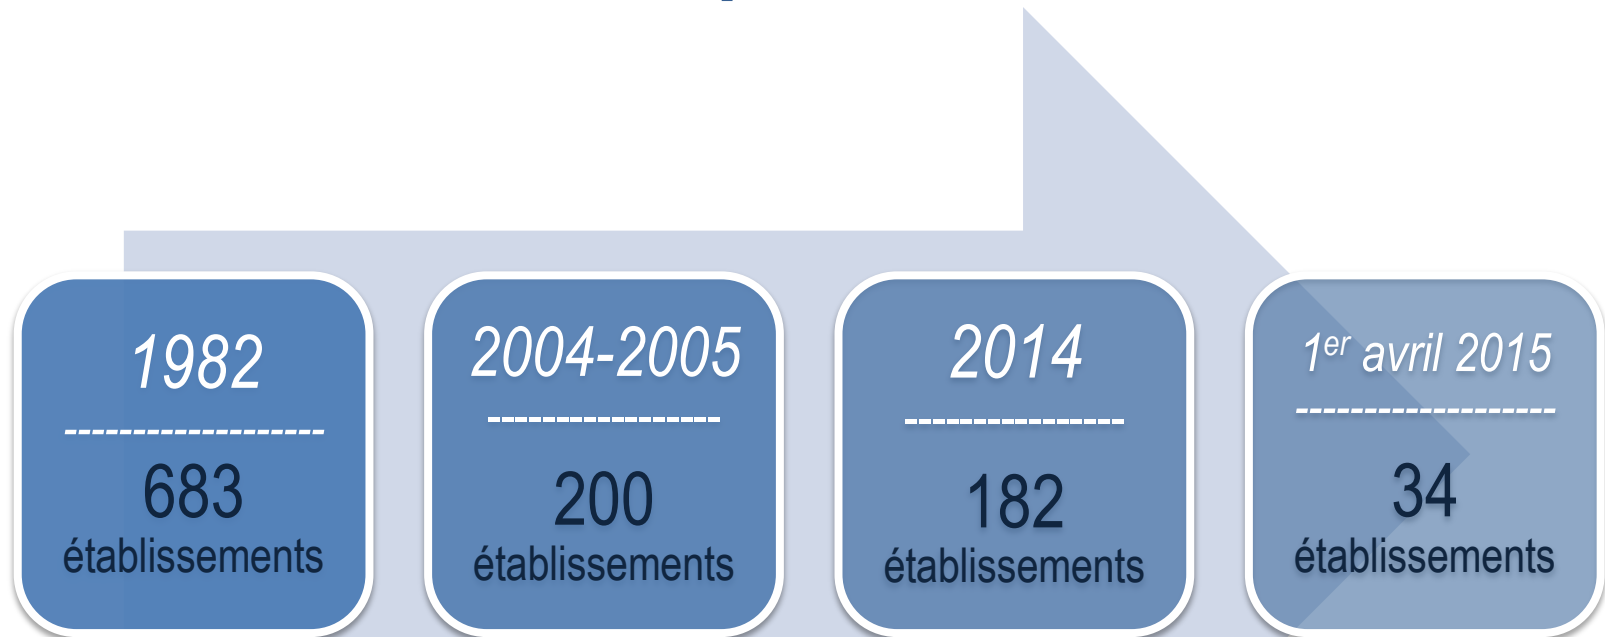 1982
-------------------
683
établissements
2004-2005
-----------------
200
établissements
2014
----------------
182
établissements
1er avril 2015
-------------------
34
établissements